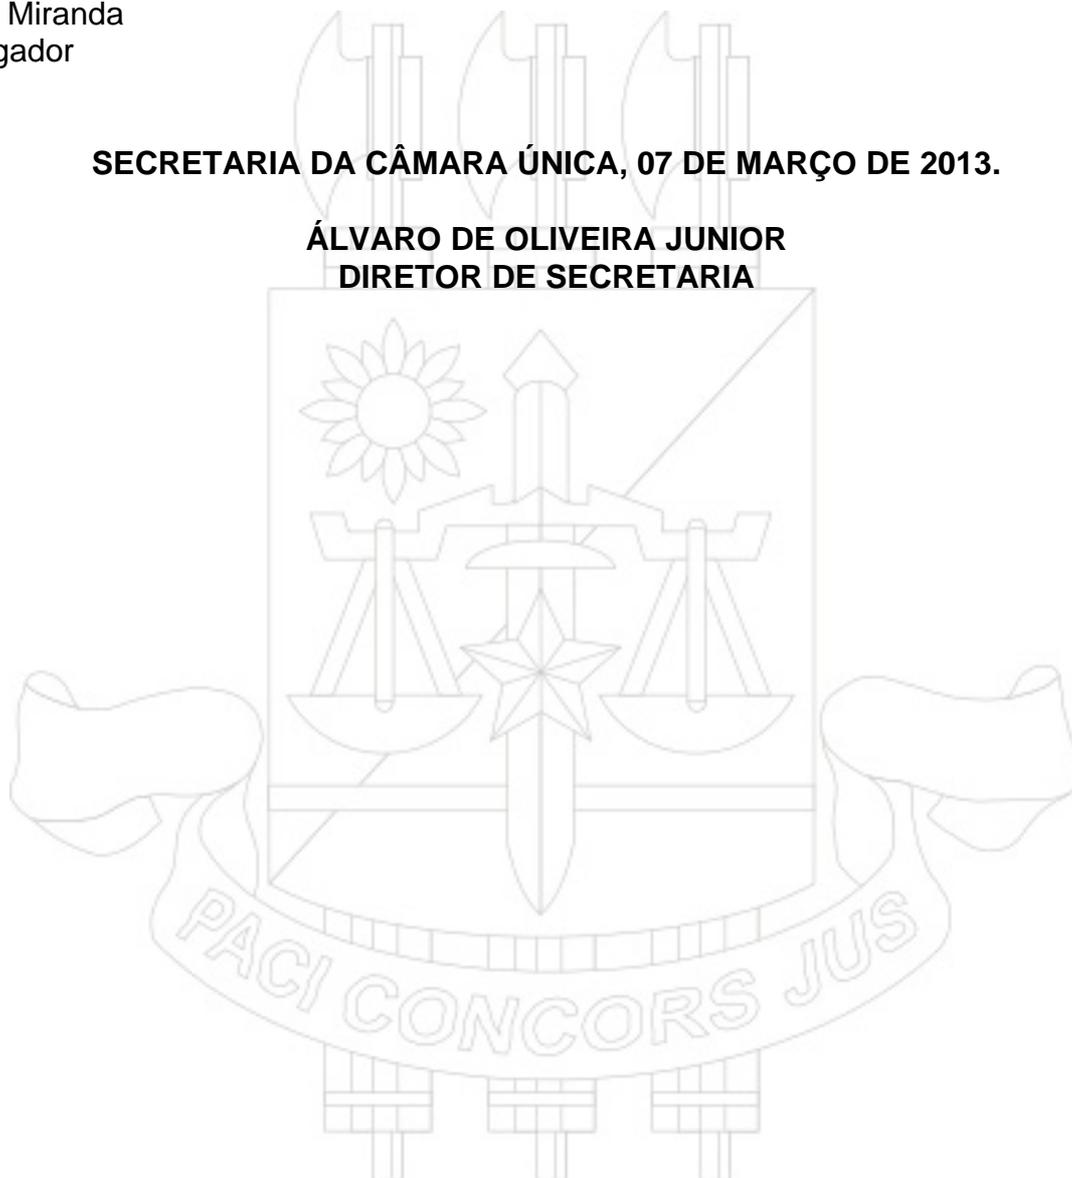 Miranda
gador
SECRETARIA DA CÂMARA ÚNICA, 07 DE MARÇO DE 2013.
ÁLVARO DE OLIVEIRA JUNIOR
DIRETOR DE SECRETARIA
PACI CONCORS JUS